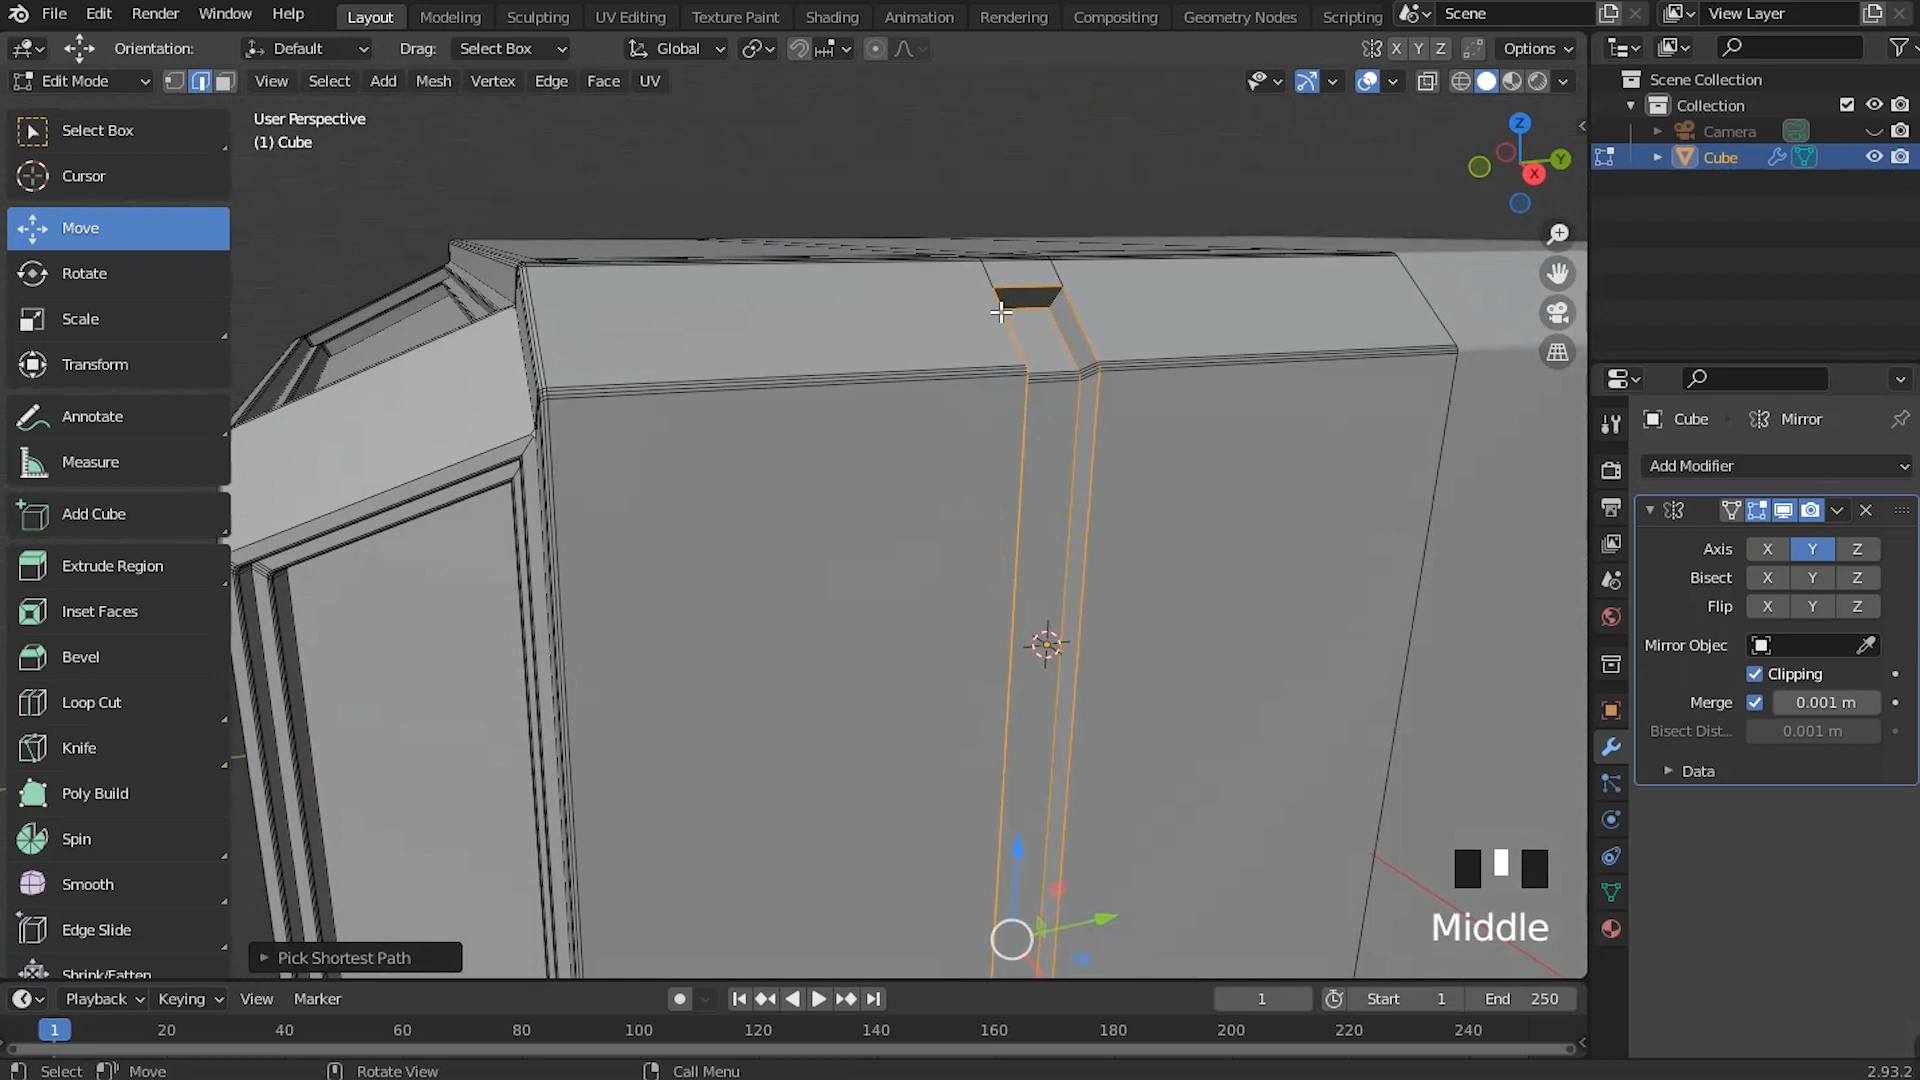 File Edit Render Window Help Layout Modeling Sculpting UV Editing Texture Paint Shading Animation Rendering Compositing Geometry Nodes Scripting Scene View Layer
Orientation: Default Drag: Select Box Global X Y Z Options
Edit Mode View Select Add Mesh Vertex Edge Face UV
User Perspective
(1) Cube
Select Box
Cursor
Move
Rotate
Scale
Transform
Annotate
Measure
Add Cube
Extrude Region
Inset Faces
Bevel
Loop Cut
Knife
Poly Build
Spin
Smooth
Edge Slide
Shrink/Fatten
Z
Y
X
Middle
Pick Shortest Path
Scene Collection
Collection
Camera
Cube
Cube Mirror
Add Modifier
Axis X Y Z
Bisect X Y Z
Flip X Y Z
Mirror Objec
Clipping
Merge 0.001 m
Bisect Dist... 0.001 m
Data
Playback Keying View Marker 1 Start 1 End 250
1 20 40 60 80 100 120 140 160 180 200 220 240
Select Move Rotate View Call Menu 2.93.2